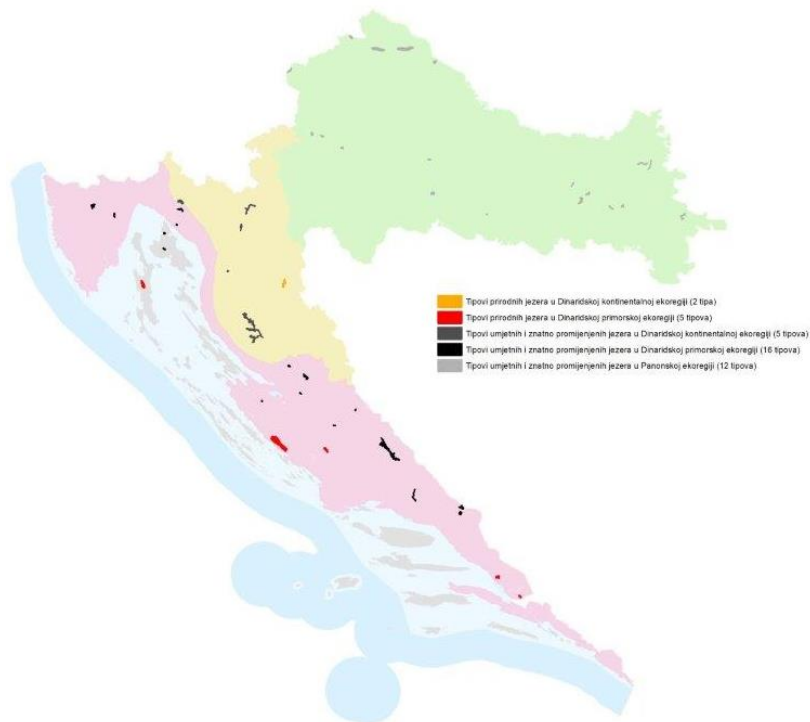 Tipovi prirodnih jezera u Dinaridskoj kontinentalnoj ekoregiji (2 tipa)
Tipovi prirodnih jezera u Dinaridskoj primorskoj ekoregiji (5 tipova)
Tipovi umjetnih i znatno promijenjenih jezera u Dinaridskoj kontinentalnoj ekoregiji (5 tipova)
Tipovi umjetnih i znatno promijenjenih jezera u Dinaridskoj primorskoj ekoregiji (16 tipova)
Tipovi umjetnih i znatno promijenjenih jezera u Panonskoj ekoregiji (12 tipova)